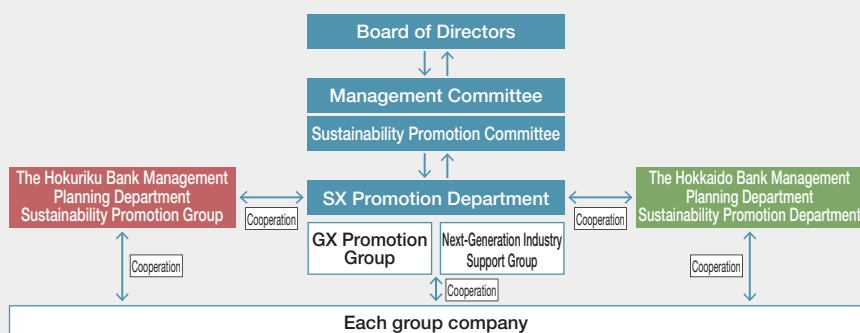 Board of Directors
Management Committee
Sustainability Promotion Committee
The Hokuriku Bank Management
Planning Department
Sustainability Promotion Group
Cooperation
SX Promotion Department
Cooperation
The Hokkaido Bank Management
Planning Department
Sustainability Promotion Department
GX Promotion
Group
Next-Generation Industry
Support Group
Cooperation
Cooperation
Cooperation
Each group company